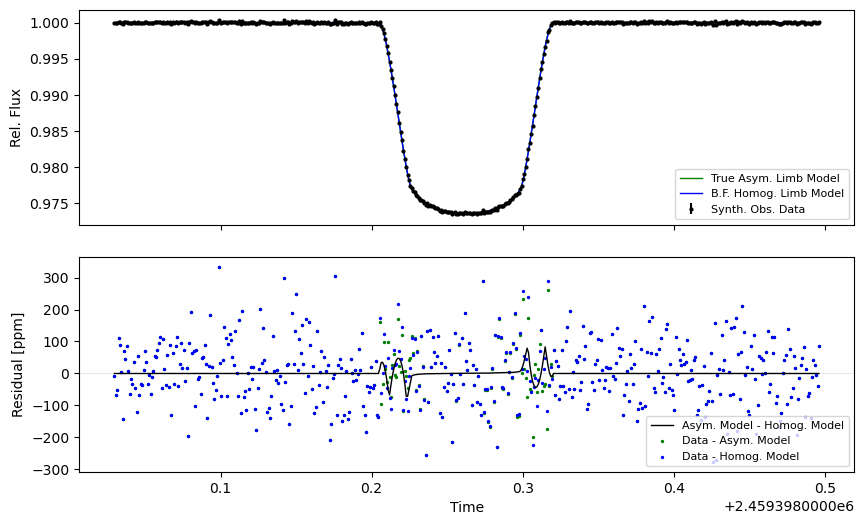 1.000
0.995
0.990
0.985
0.980
0.975
Rel. Flux
True Asym. Limb Model
B.F. Homog. Limb Model
Synth. Obs. Data
300
200
100
0
−100
−200
−300
Residual [ppm]
Asym. Model - Homog. Model
Data - Asym. Model
Data - Homog. Model
0.1 0.2 0.3 0.4 0.5
Time
+2.4593980000e6